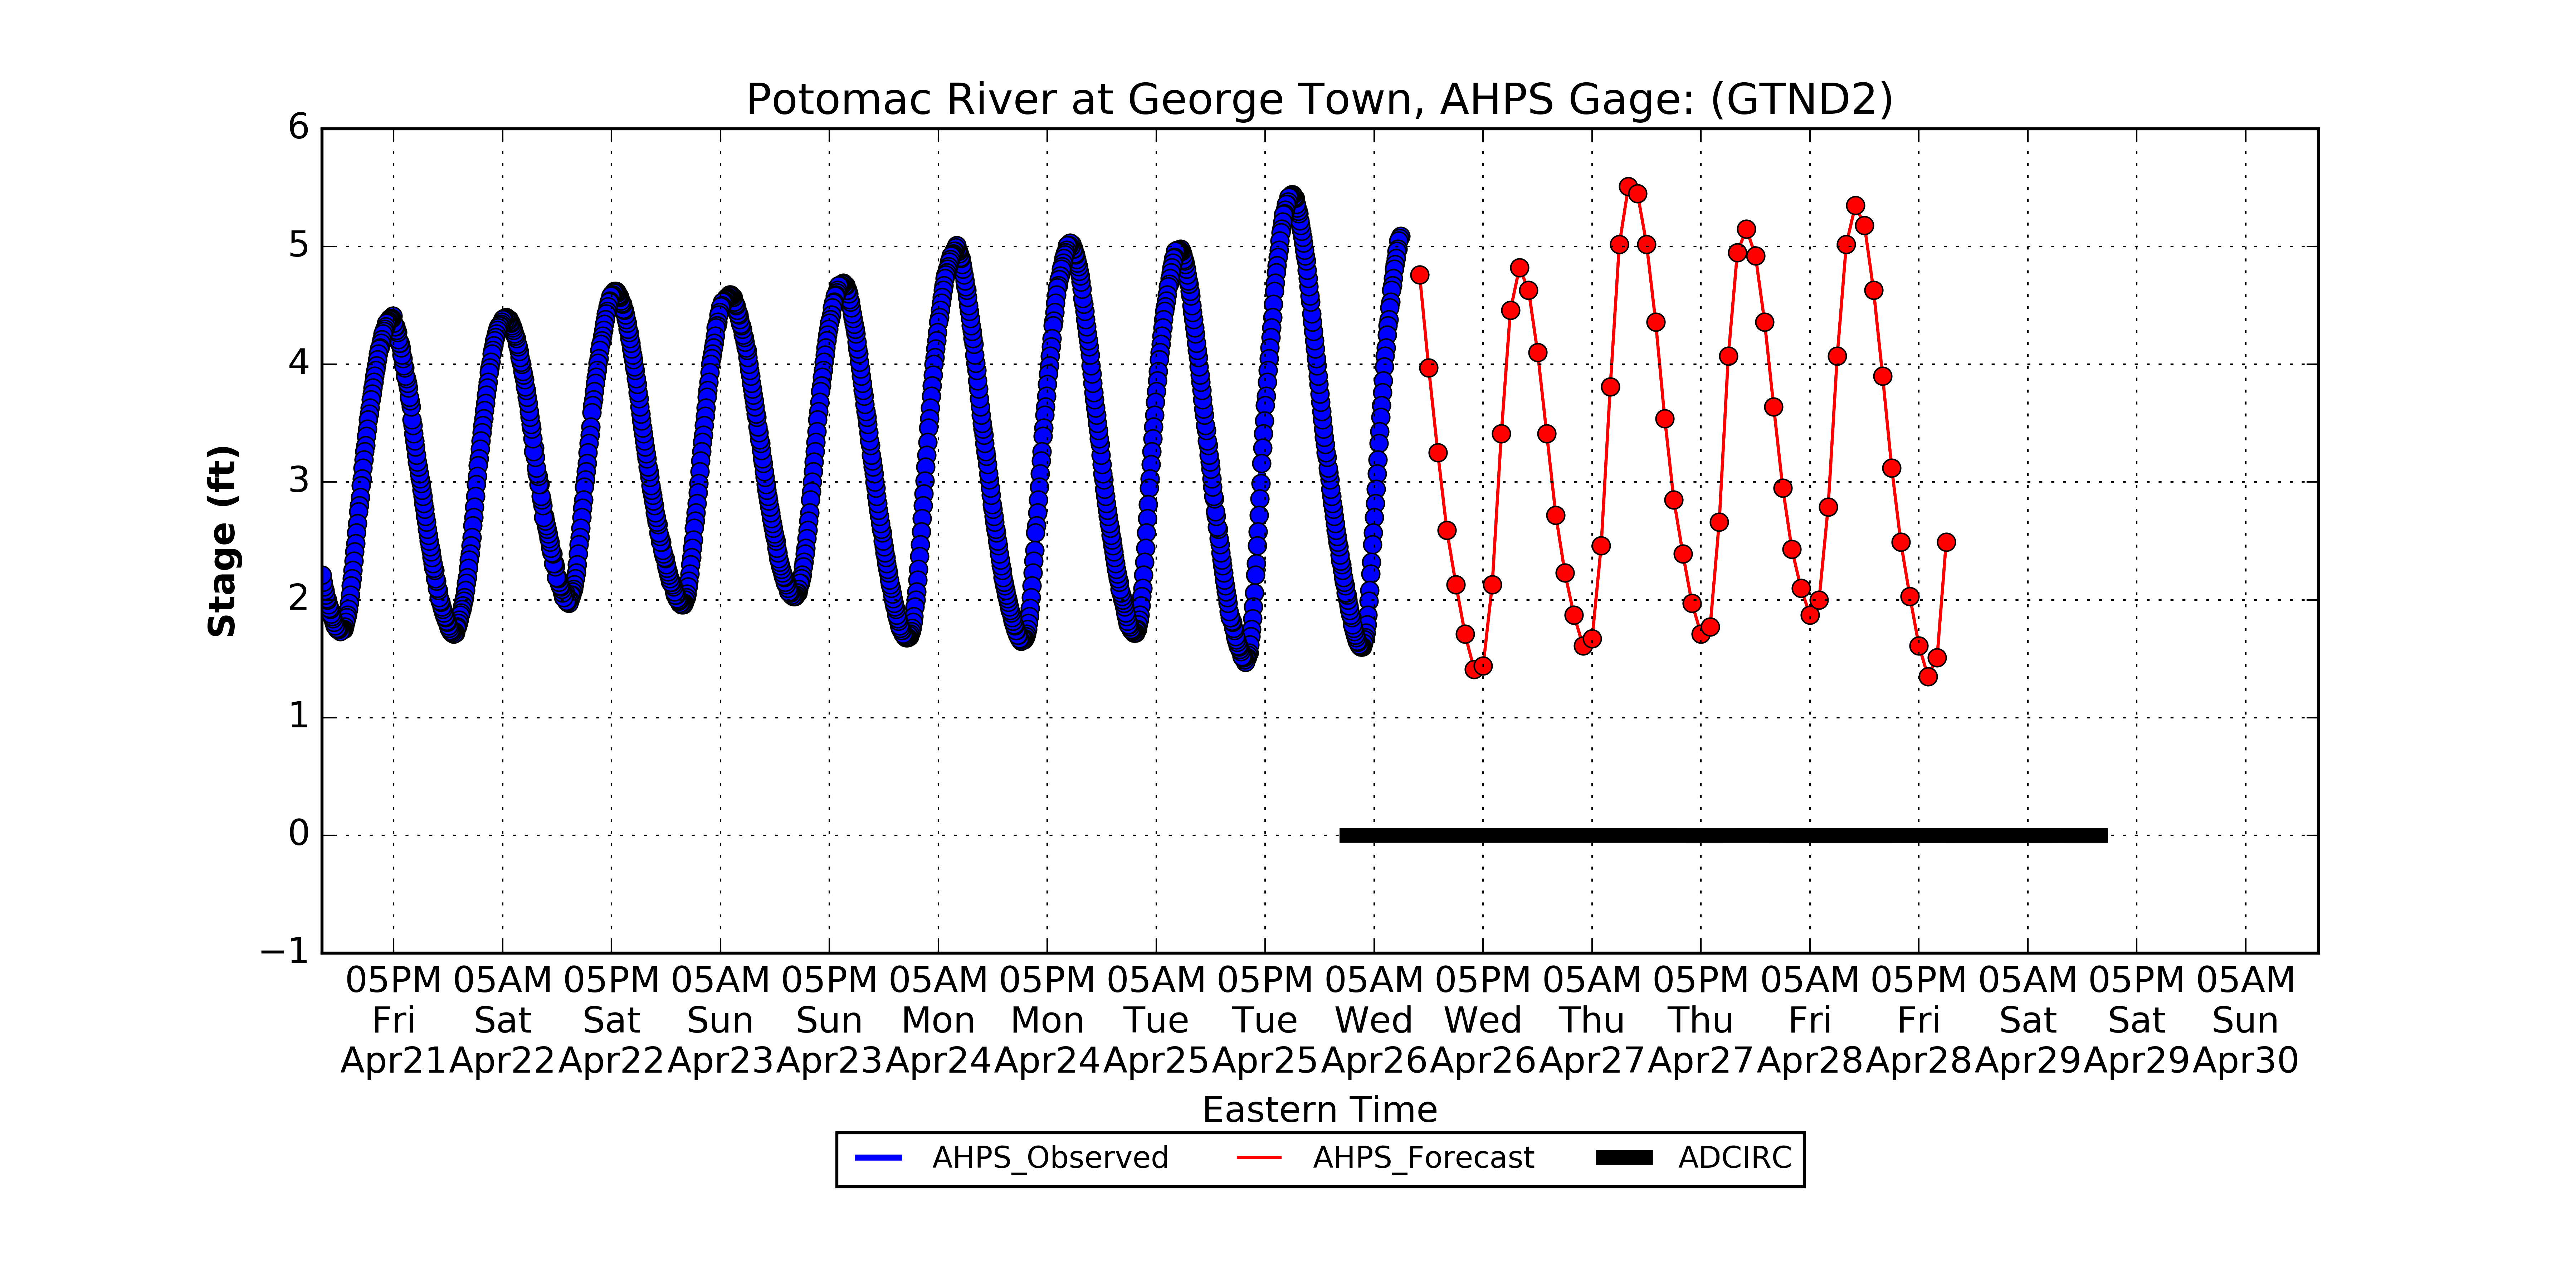 Potomac River at George Town, AHPS Gage: (GTND2)
6
5
4
3
2
1
0
−1
Stage (ft)
05PM 05AM 05PM 05AM 05PM 05AM 05PM 05AM 05PM 05AM 05PM 05AM 05PM 05AM 05PM 05AM 05PM 05AM
Fri Sat Sat Sun Sun Mon Mon Tue Tue Wed Wed Thu Thu Fri Fri Sat Sat Sun
Apr21 Apr22 Apr22 Apr23 Apr23 Apr24 Apr24 Apr25 Apr25 Apr26 Apr26 Apr27 Apr27 Apr28 Apr28 Apr29 Apr29 Apr30
Eastern Time
AHPS_Observed AHPS_Forecast ADCIRC